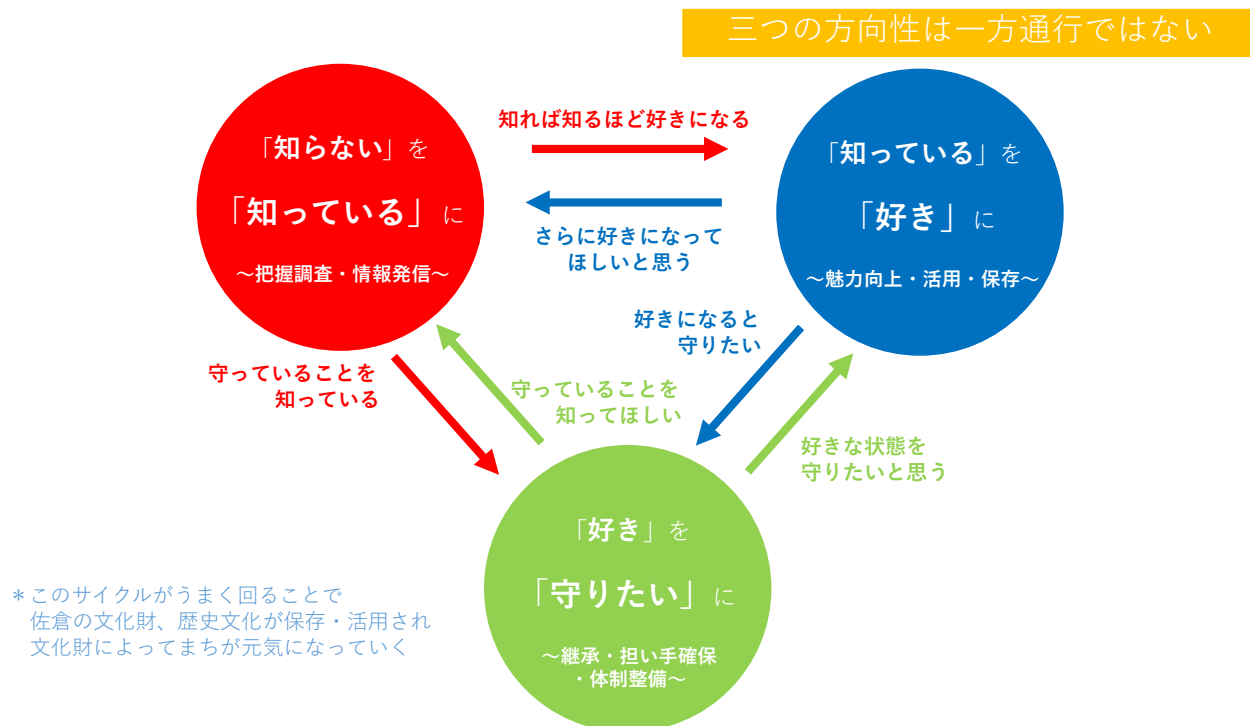 三つの方向性は一方通行ではない
「知らない」を
「知っている」に
～把握調査・情報発信～
知れば知るほど好きになる
さらに好きになって
ほしいと思う
「知っている」を
「好き」に
～魅力向上・活用・保存～
守っていることを
知っている
守っていることを
知ってほしい
好きになると
守りたい
好きな状態を
守りたいと思う
「好き」を
「守りたい」に
～継承・担い手確保
・体制整備～
＊このサイクルがうまく回ることで
佐倉の文化財、歴史文化が保存・活用され
文化財によってまちが元気になっていく